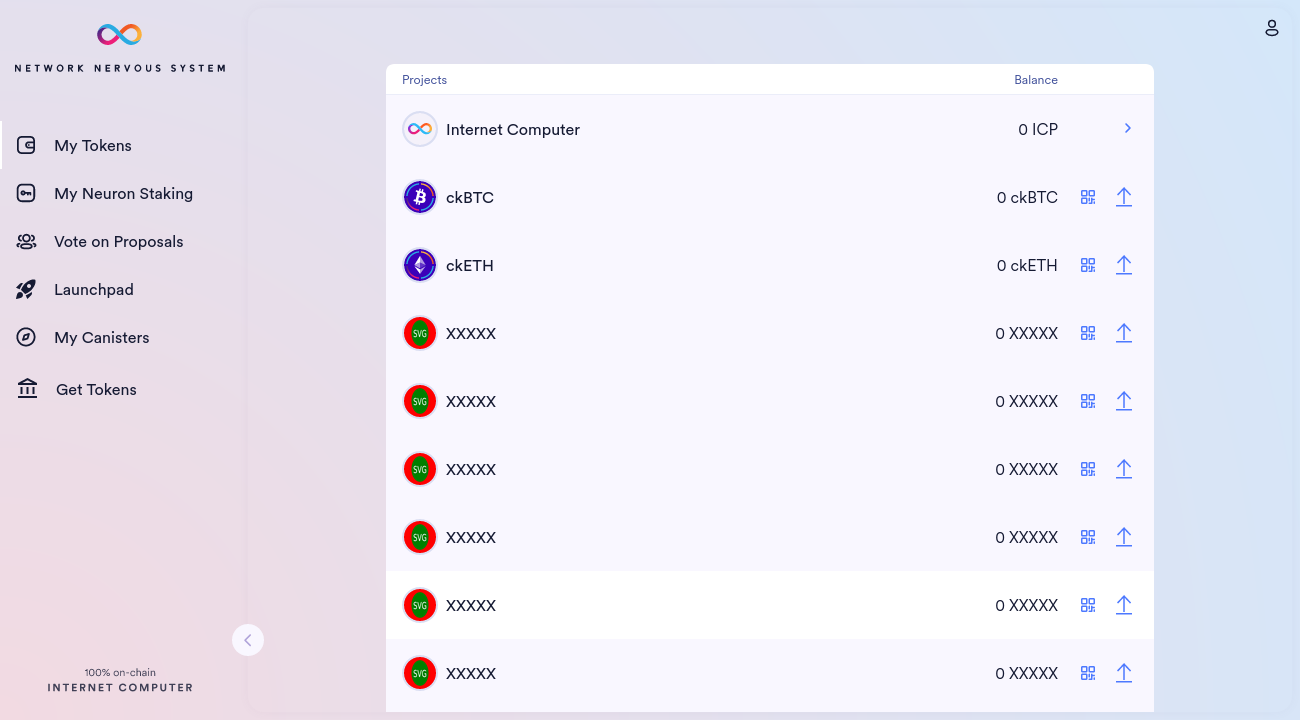 NETWORK NERVOUS SYSTEM
My Tokens
My Neuron Staking
Vote on Proposals
Launchpad
My Canisters
Get Tokens
100% on-chain
INTERNET COMPUTER
Projects Balance
Internet Computer 0 ICP
ckBTC 0 ckBTC
ckETH 0 ckETH
SVG XXXXX 0 XXXXX
SVG XXXXX 0 XXXXX
SVG XXXXX 0 XXXXX
SVG XXXXX 0 XXXXX
SVG XXXXX 0 XXXXX
SVG XXXXX 0 XXXXX